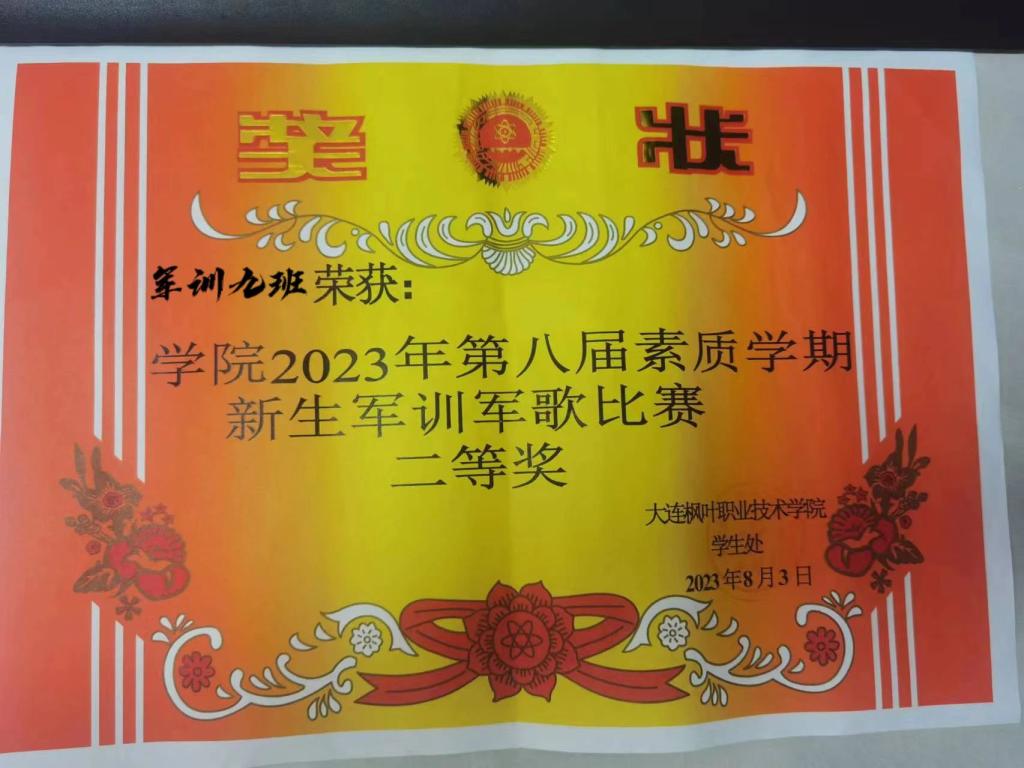 奖状
军训九班 荣获:
学院2023年第八届素质学期
新生军训军歌比赛
二等奖
大连枫叶职业技术学院
学生处
2023年8月3日